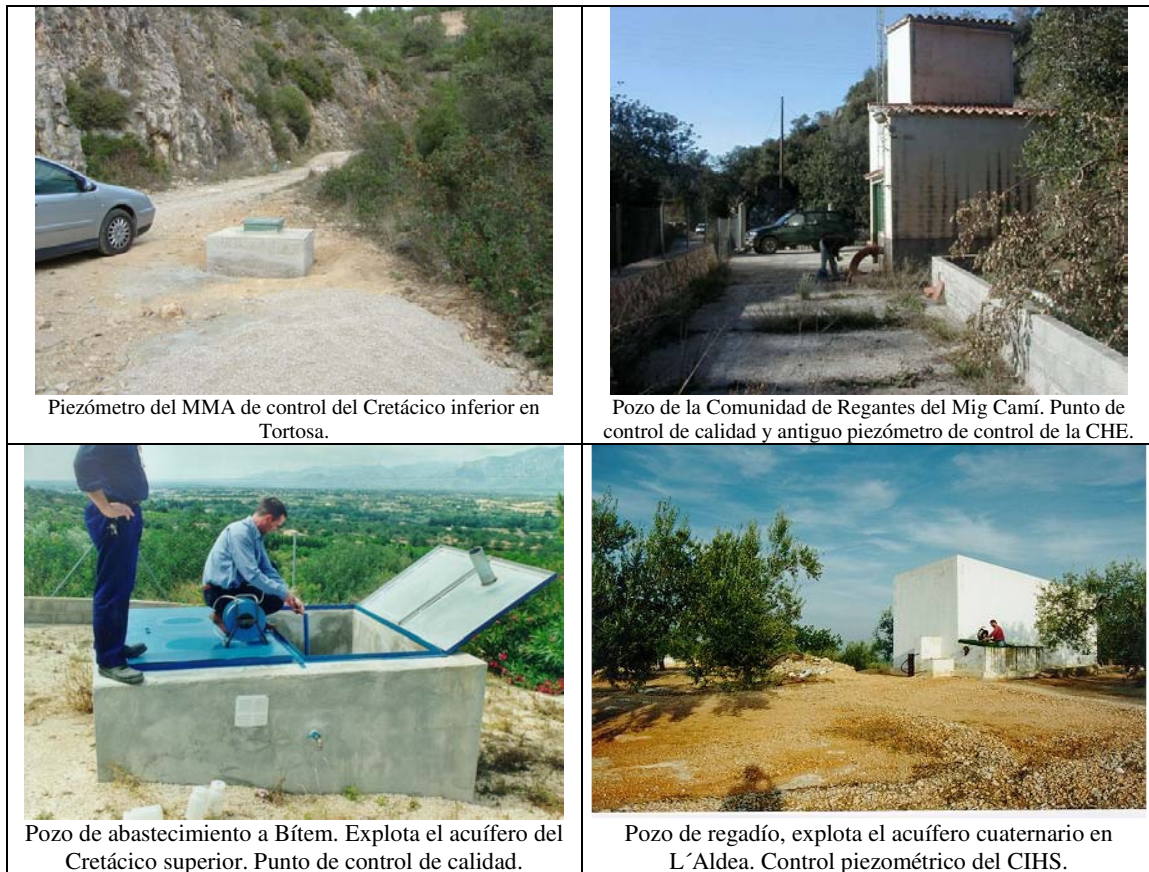 Piezómetro del MMA de control del Cretácico inferior en
Tortosa.
Pozo de la Comunidad de Regantes del Mig Camí. Punto de
control de calidad y antiguo piezómetro de control de la CHE.
Pozo de abastecimiento a Bítem. Explota el acuífero del
Cretácico superior. Punto de control de calidad.
Pozo de regadío, explota el acuífero cuaternario en
L´Aldea. Control piezométrico del CIHS.